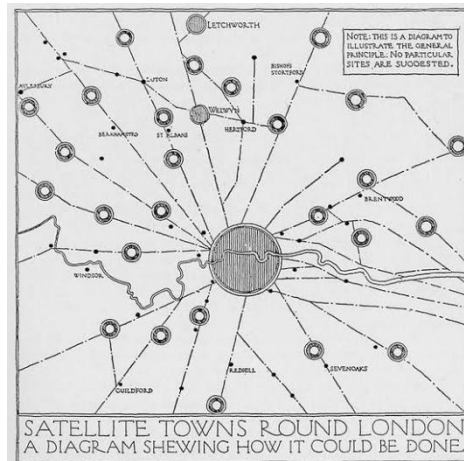 LETCHWORTH
NOTE: THIS IS A DIAGRAM TO
ILLUSTRATE THE GENERAL
PRINCIPLE. NO PARTICULAR
SITES ARE SUGGESTED.
BISHOPS
STORTFORD
LUTON
AYLESBURY
WELWYN
HERTFORD
BERKHAMSTED
ST ALBANS
BRENTWOOD
WINDSOR
REDHILL
SEVENOAKS
GUILDFORD
SATELLITE TOWNS ROUND LONDON
A DIAGRAM SHEWING HOW IT COULD BE DONE